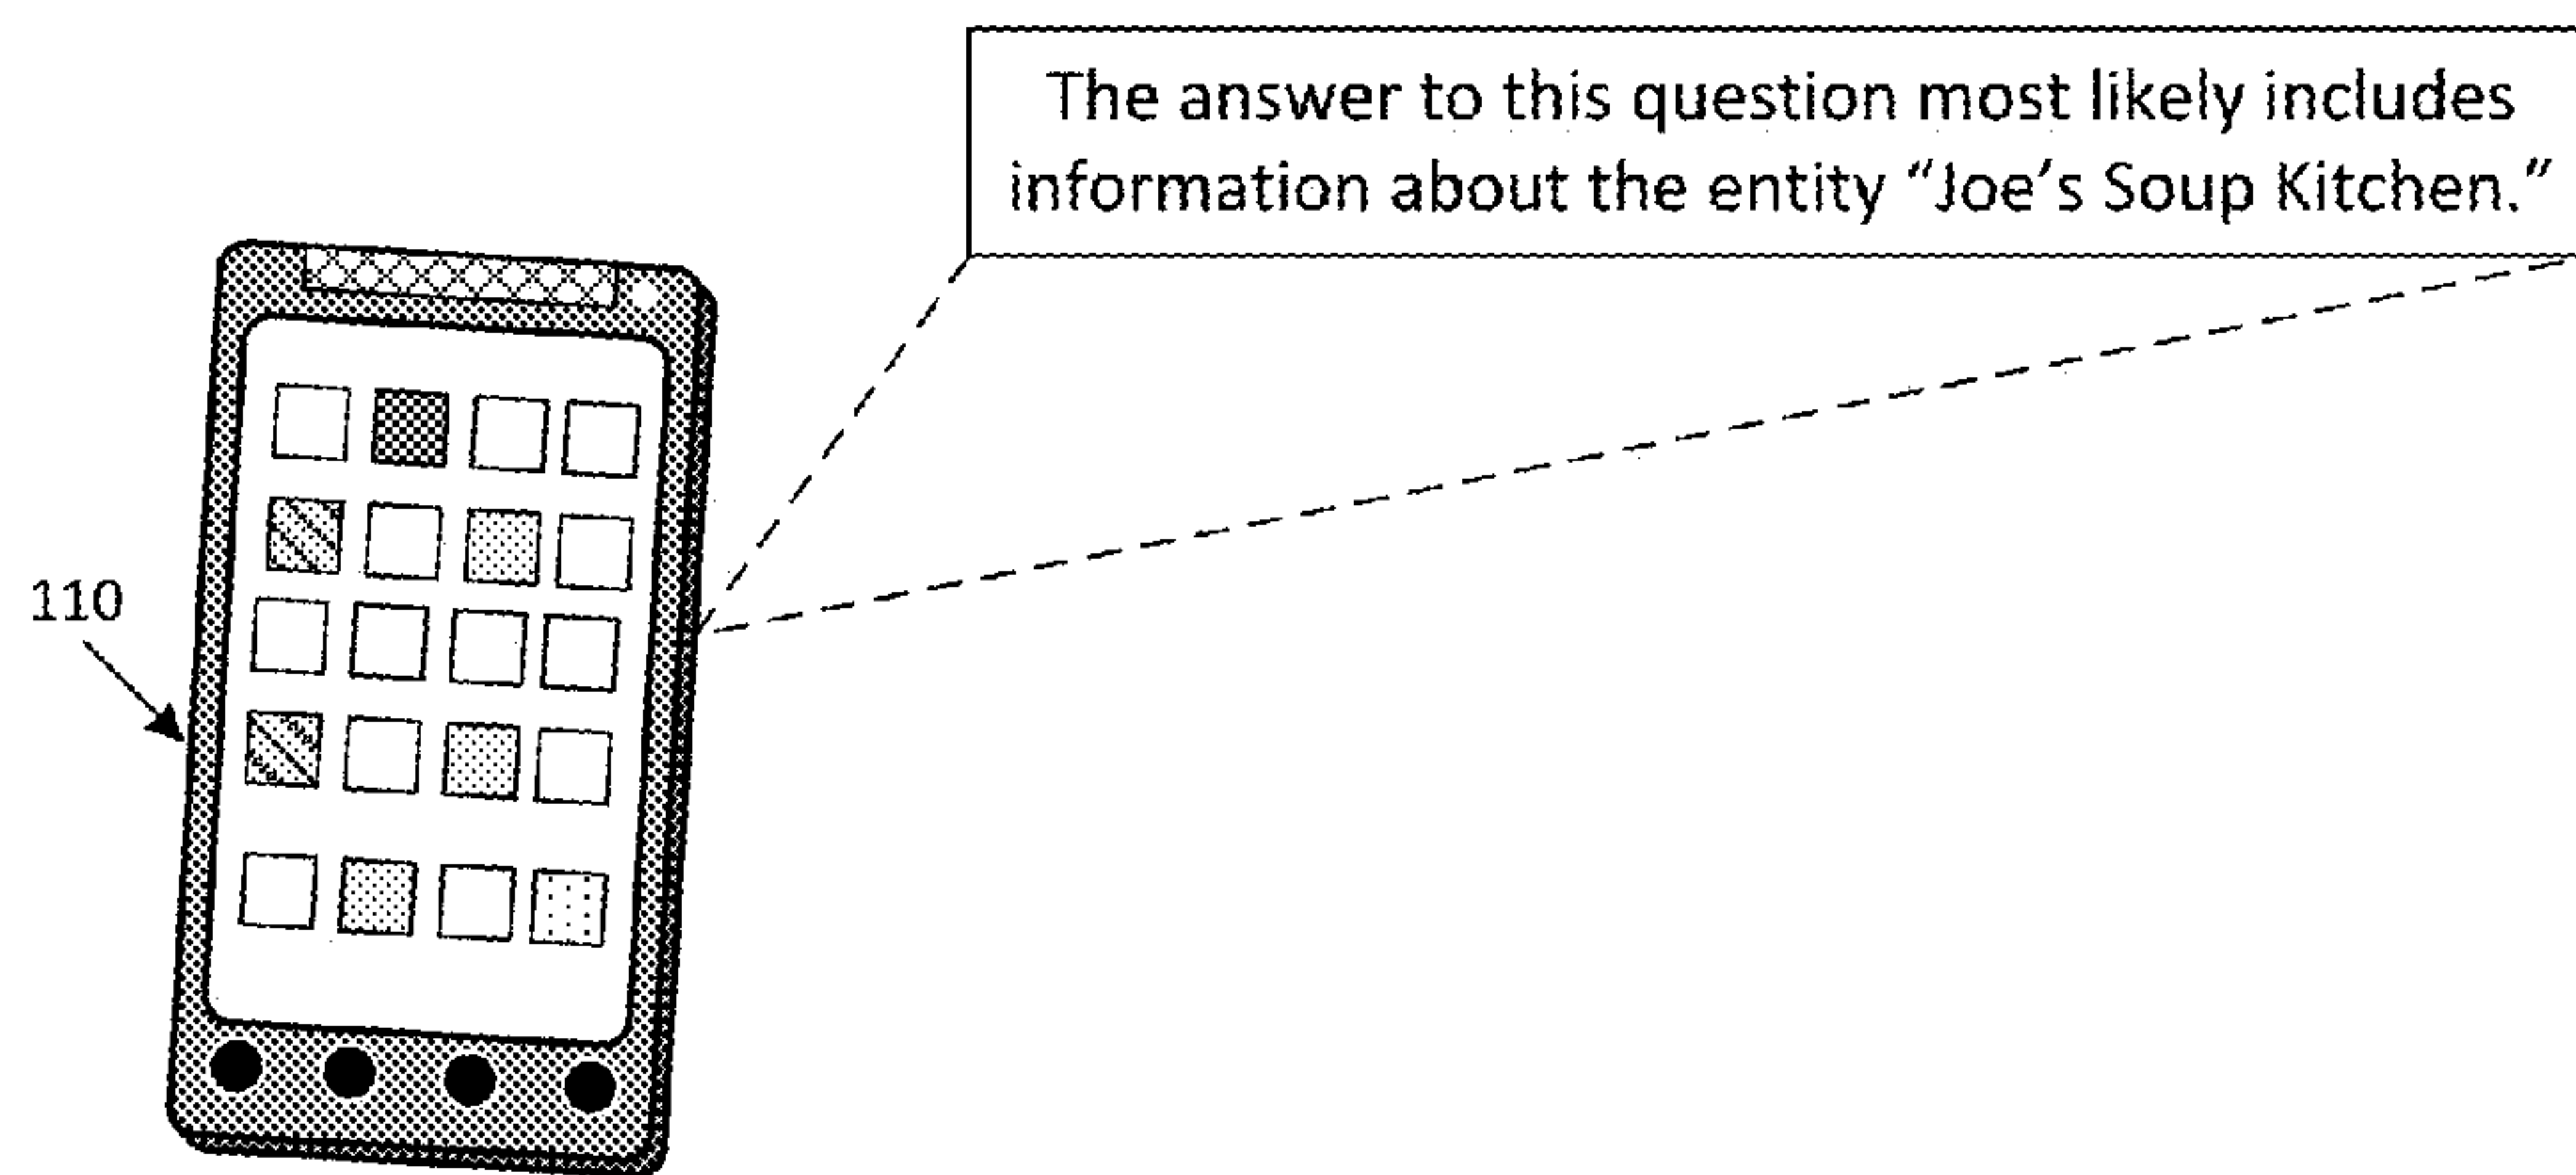 The answer to this question most likely includes
information about the entity “Joe’s Soup Kitchen.”
110